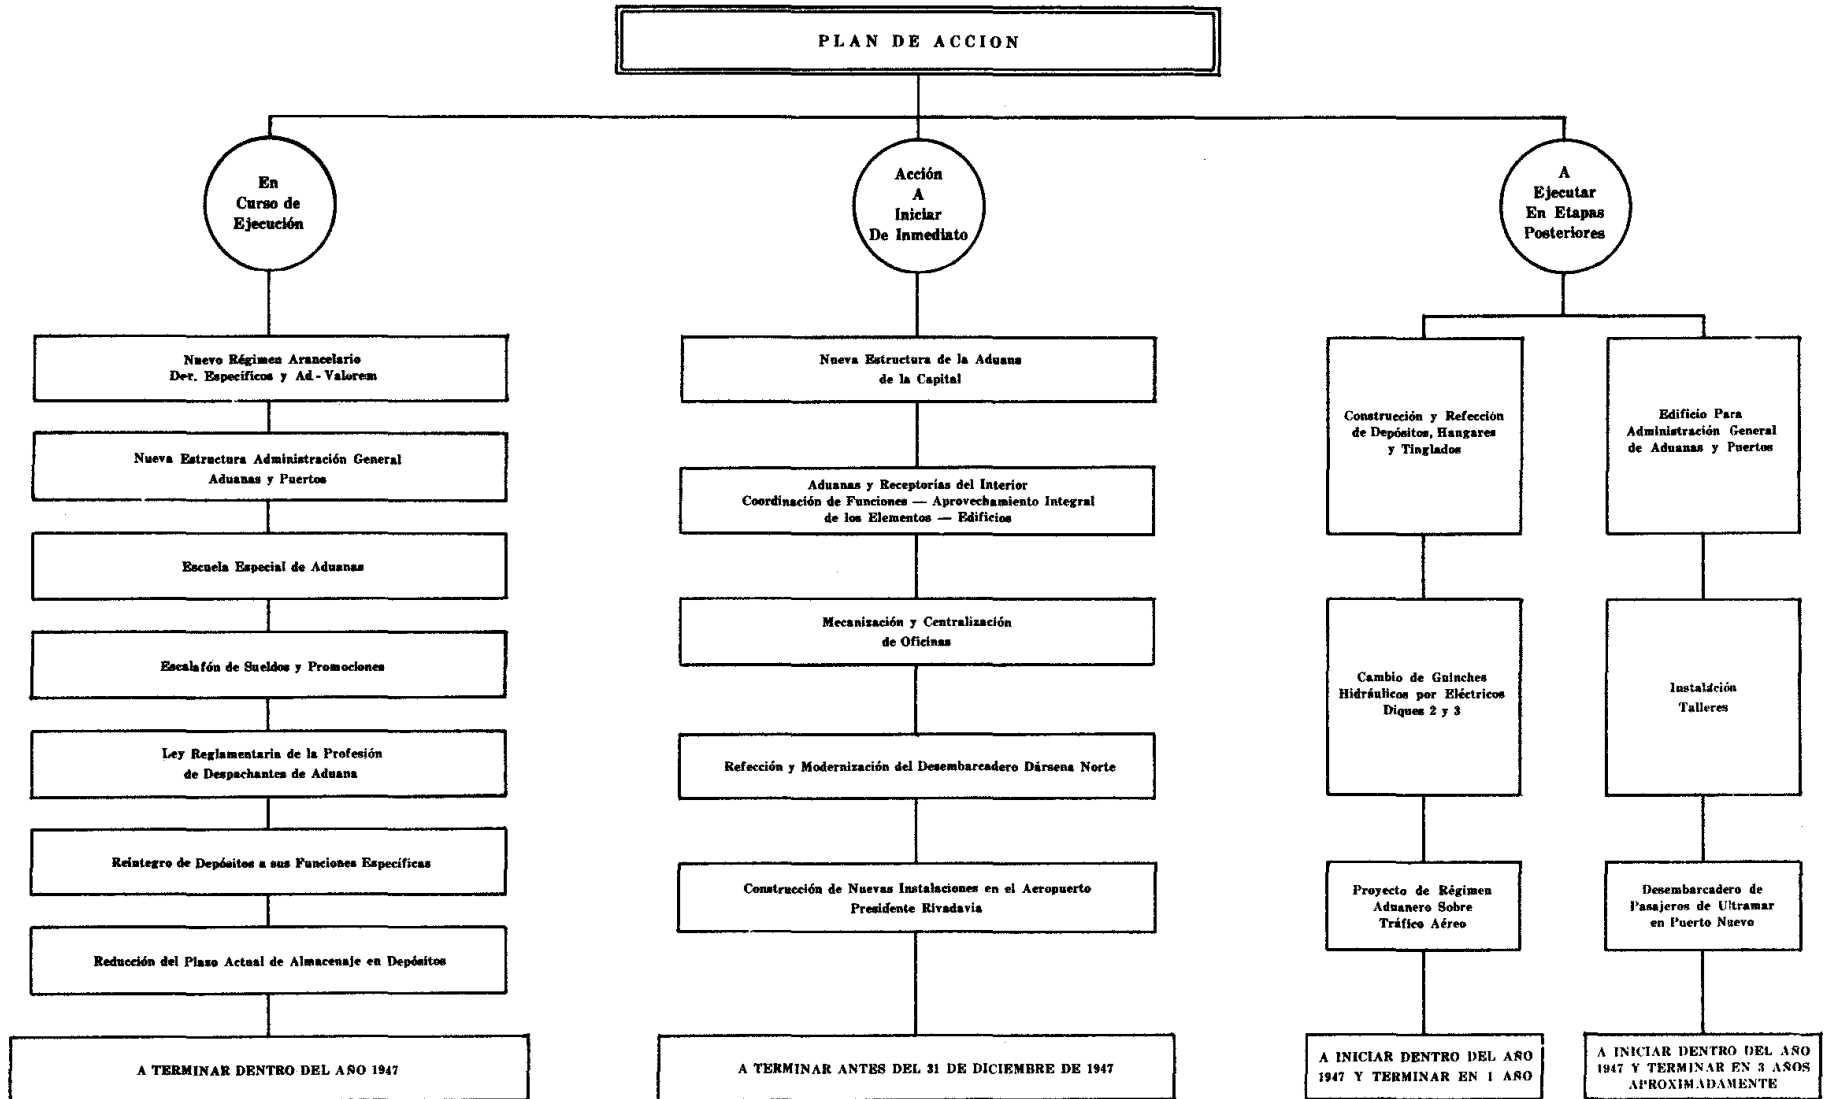 PLAN DE ACCION
En
Curso de
Ejecución
Nuevo Régimen Arancelario
Der. Específicos y Ad-Valorem
Nueva Estructura Administración General
Aduanas y Puertos
Escuela Especial de Aduanas
Escalafón de Sueldos y Promociones
Ley Reglamentaria de la Profesión
de Despachantes de Aduana
Reintegro de Depósitos a sus Funciones Específicas
Reducción del Plazo Actual de Almacenaje en Depósitos
A TERMINAR DENTRO DEL AÑO 1947
Acción
A
Iniciar
De Inmediato
Nueva Estructura de la Aduana
de la Capital
Aduanas y Receptorías del Interior
Coordinación de Funciones — Aprovechamiento Integral
de los Elementos — Edificios
Mecanización y Centralización
de Oficinas
Refección y Modernización del Desembarcadero Dársena Norte
Construcción de Nuevas Instalaciones en el Aeropuerto
Presidente Rivadavia
A TERMINAR ANTES DEL 31 DE DICIEMBRE DE 1947
A
Ejecutar
En Etapas
Posteriores
Construcción y Refección
de Depósitos, Hangares
y Tinglados
Cambio de Guinches
Hidráulicos por Eléctricos
Diques 2 y 3
Proyecto de Régimen
Aduanero Sobre
Tráfico Aéreo
A INICIAR DENTRO DEL AÑO
1947 Y TERMINAR EN 1 AÑO
Edificio Para
Administración General
de Aduanas y Puertos
Instalación
Talleres
Desembarcadero de
Pasajeros de Ultramar
en Puerto Nuevo
A INICIAR DENTRO DEL AÑO
1947 Y TERMINAR EN 3 AÑOS
APROXIMADAMENTE